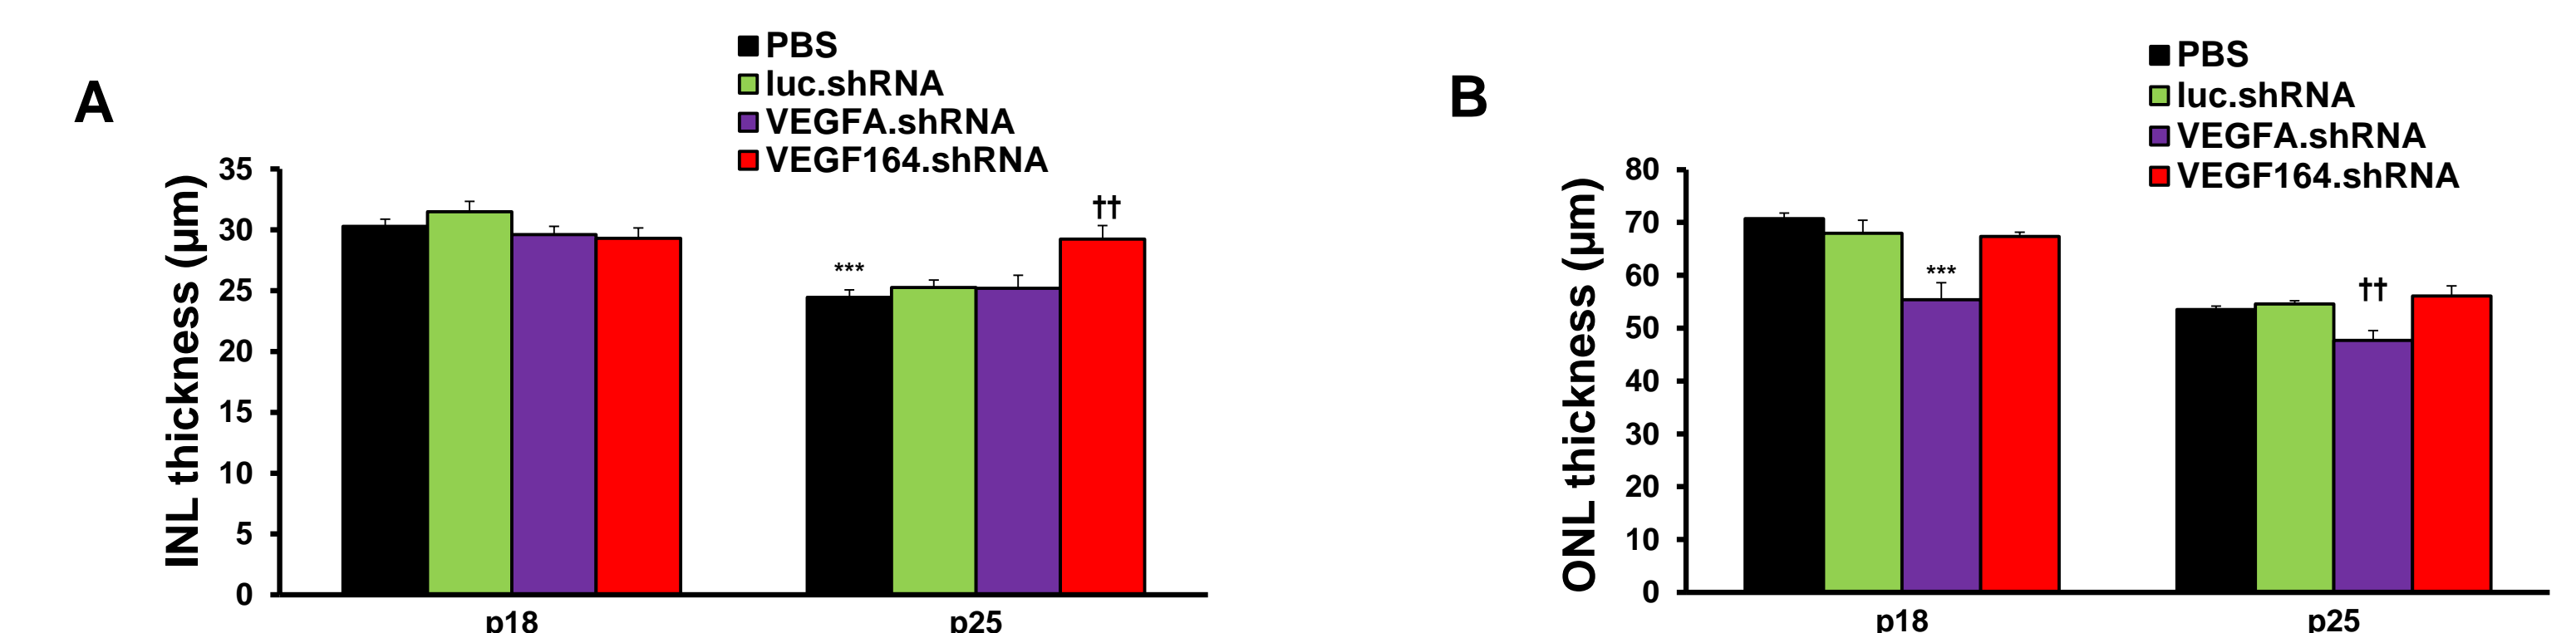 A
PBS
luc.shRNA
VEGFA.shRNA
VEGF164.shRNA
INL thickness (µm)
35
30
25
20
15
10
5
0
***
††
p18
p25
B
PBS
luc.shRNA
VEGFA.shRNA
VEGF164.shRNA
ONL thickness (µm)
80
70
60
50
40
30
20
10
0
***
††
p18
p25